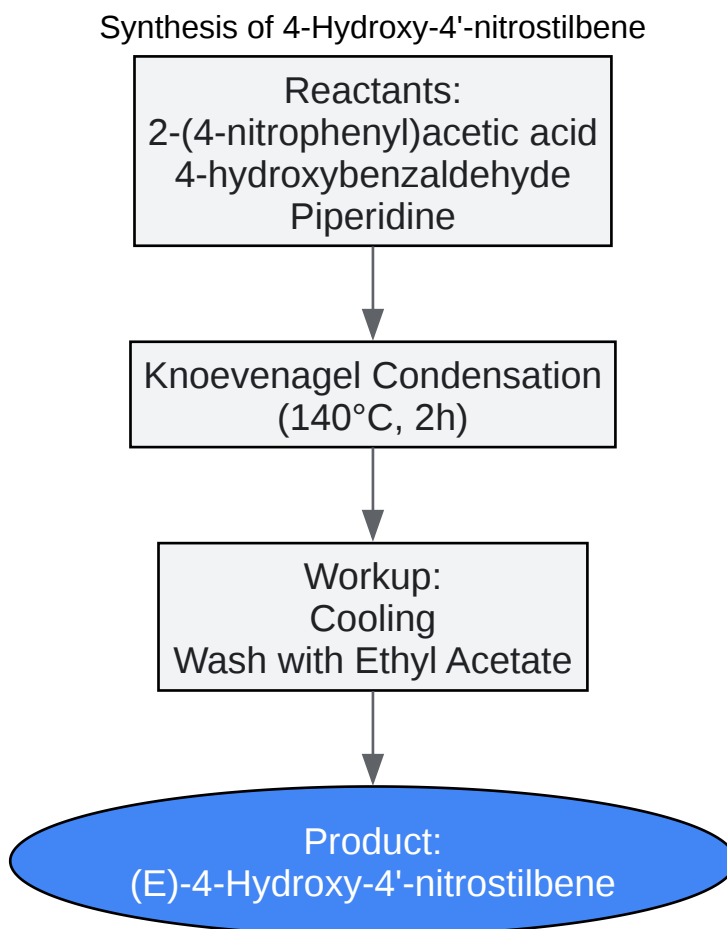 Synthesis of 4-Hydroxy-4'-nitrostilbene
Reactants:
2-(4-nitrophenyl)acetic acid
4-hydroxybenzaldehyde
Piperidine
Knoevenagel Condensation
(140°C, 2h)
Workup:
Cooling
Wash with Ethyl Acetate
Product:
(E)-4-Hydroxy-4'-nitrostilbene